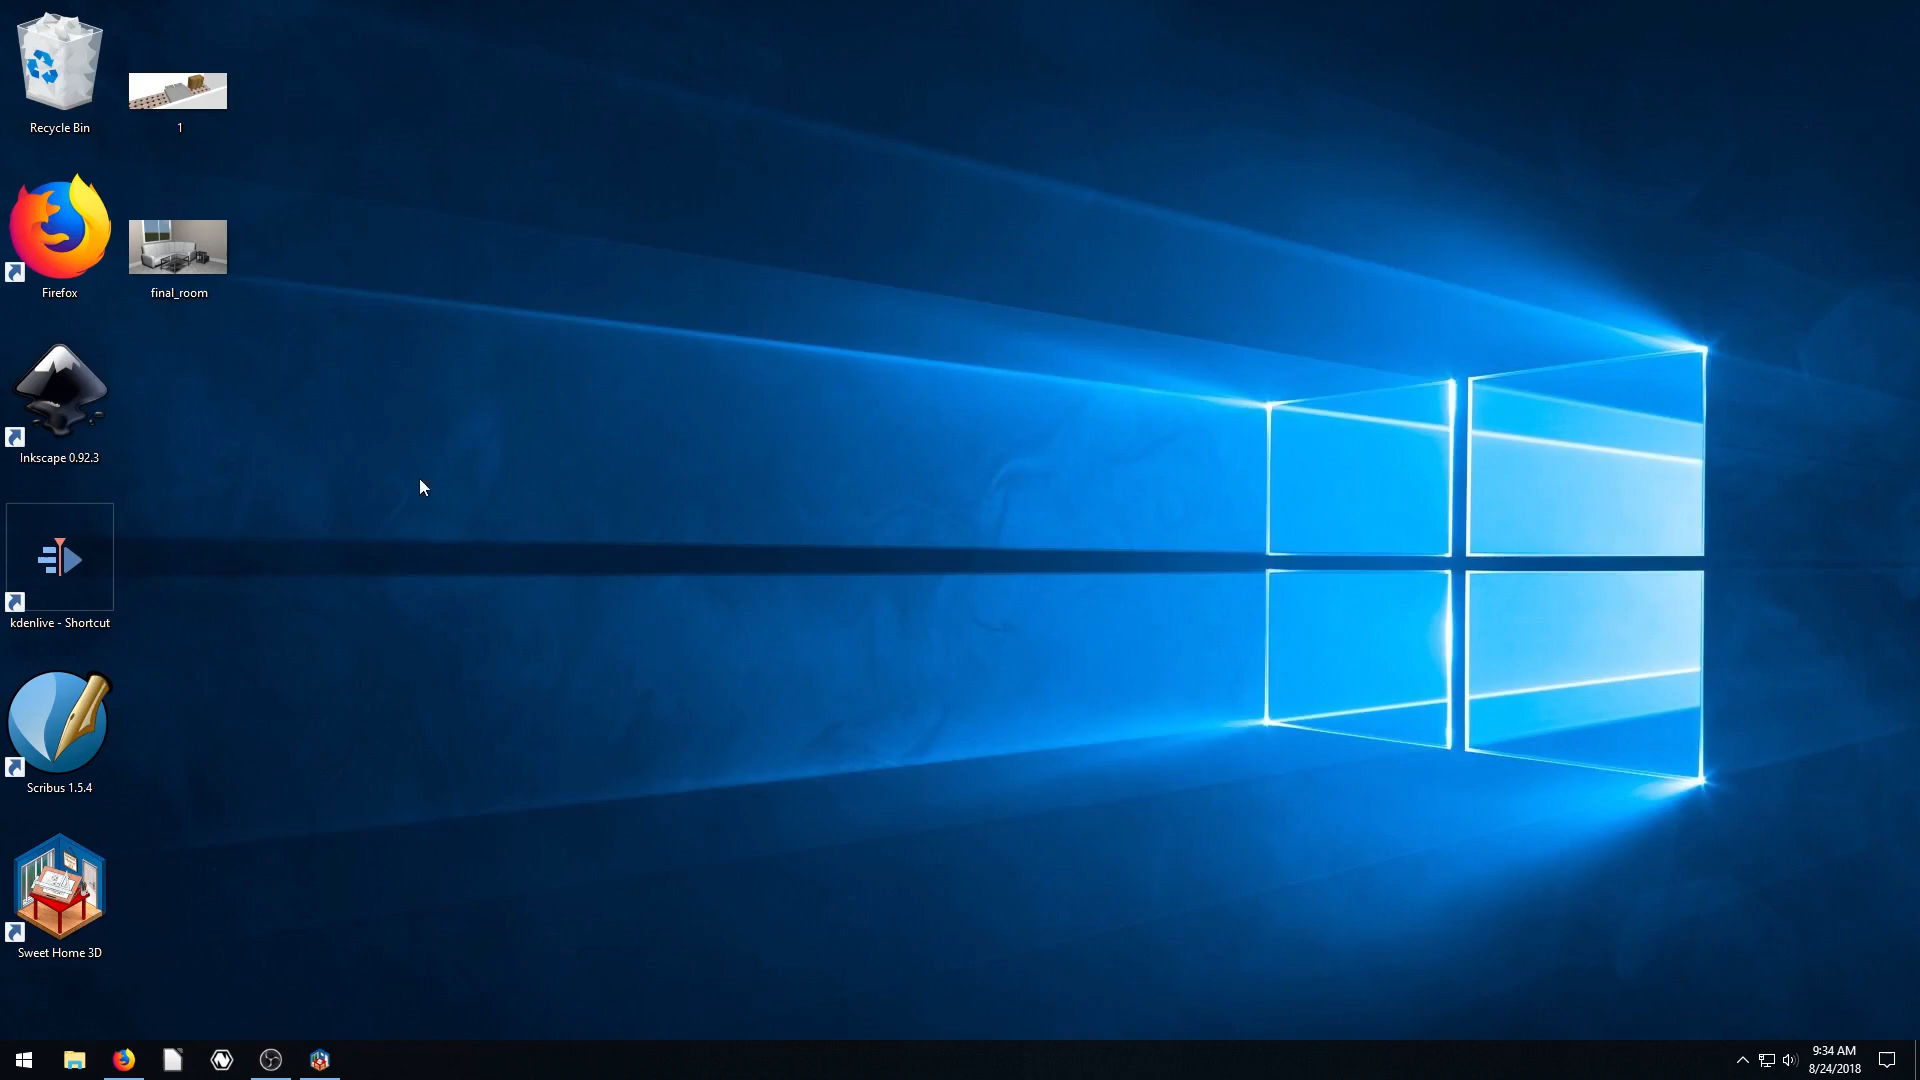 Recycle Bin
1
Firefox
final_room
Inkscape 0.92.3
kdenlive - Shortcut
Scribus 1.5.4
Sweet Home 3D
9:34 AM
8/24/2018